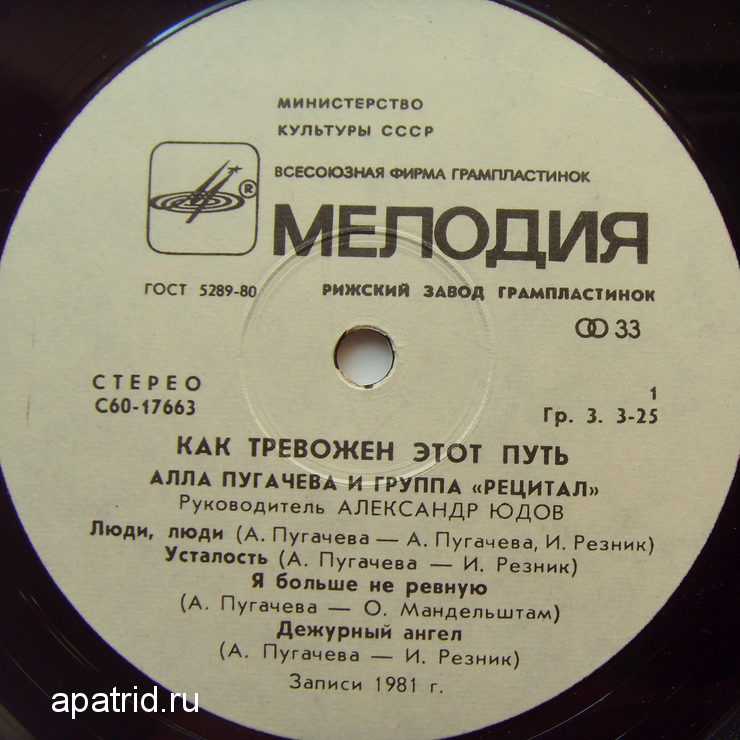 МИНИСТЕРСТВО
КУЛЬТУРЫ СССР
ВСЕСОЮЗНАЯ ФИРМА ГРАМПЛАСТИНОК
®
МЕЛОДИЯ
ГОСТ 5289-80
РИЖСКИЙ ЗАВОД ГРАМПЛАСТИНОК
33
СТЕРЕО
1
С60-17663
Гр. 3. 3-25
КАК ТРЕВОЖЕН ЭТОТ ПУТЬ
АЛЛА ПУГАЧЕВА И ГРУППА «РЕЦИТАЛ»
Руководитель АЛЕКСАНДР ЮДОВ
Люди, люди (А. Пугачева — А. Пугачева, И. Резник)
Усталость (А. Пугачева — И. Резник)
Я больше не ревную
(А. Пугачева — О. Мандельштам)
Дежурный ангел
(А. Пугачева — И. Резник)
Записи 1981 г.
apatrid.ru